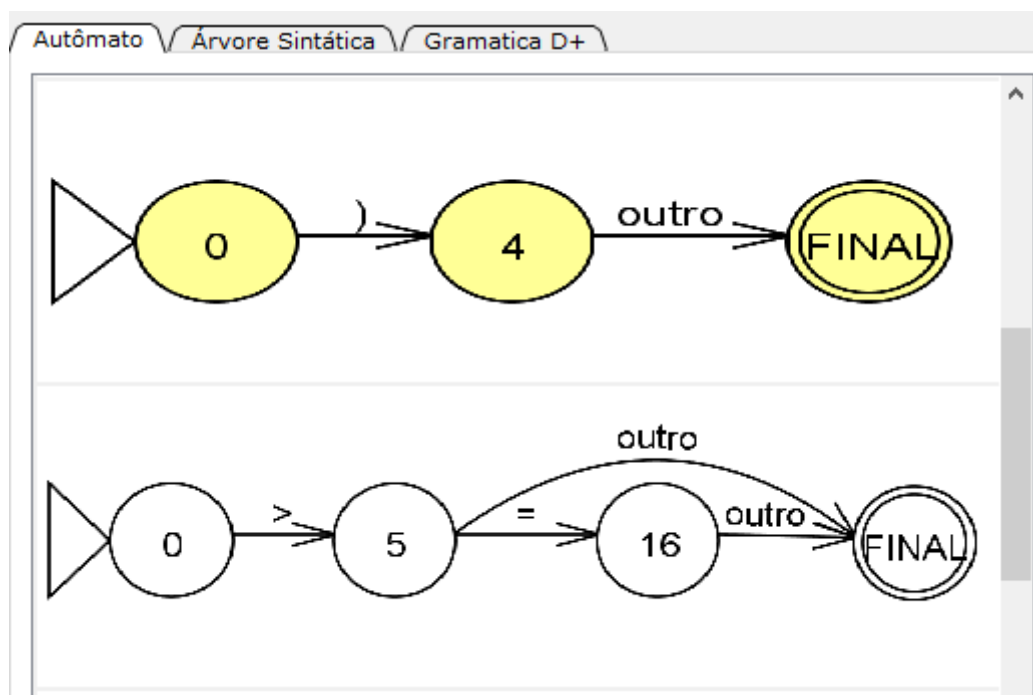 Autômato Árvore Sintática Gramatica D+
0 ) 4 outro FINAL
outro
0 > 5 = 16 outro FINAL